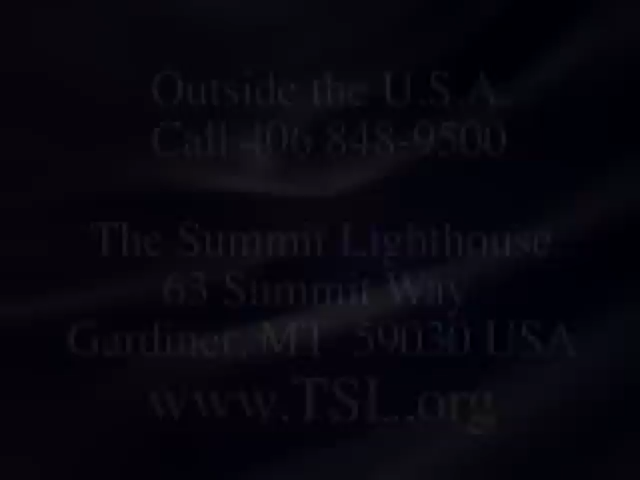 Outside the U.S.A.
Call 406 848-9500
The Summit Lighthouse
63 Summit Way
Gardiner, MT 59030 USA
www.TSL.org